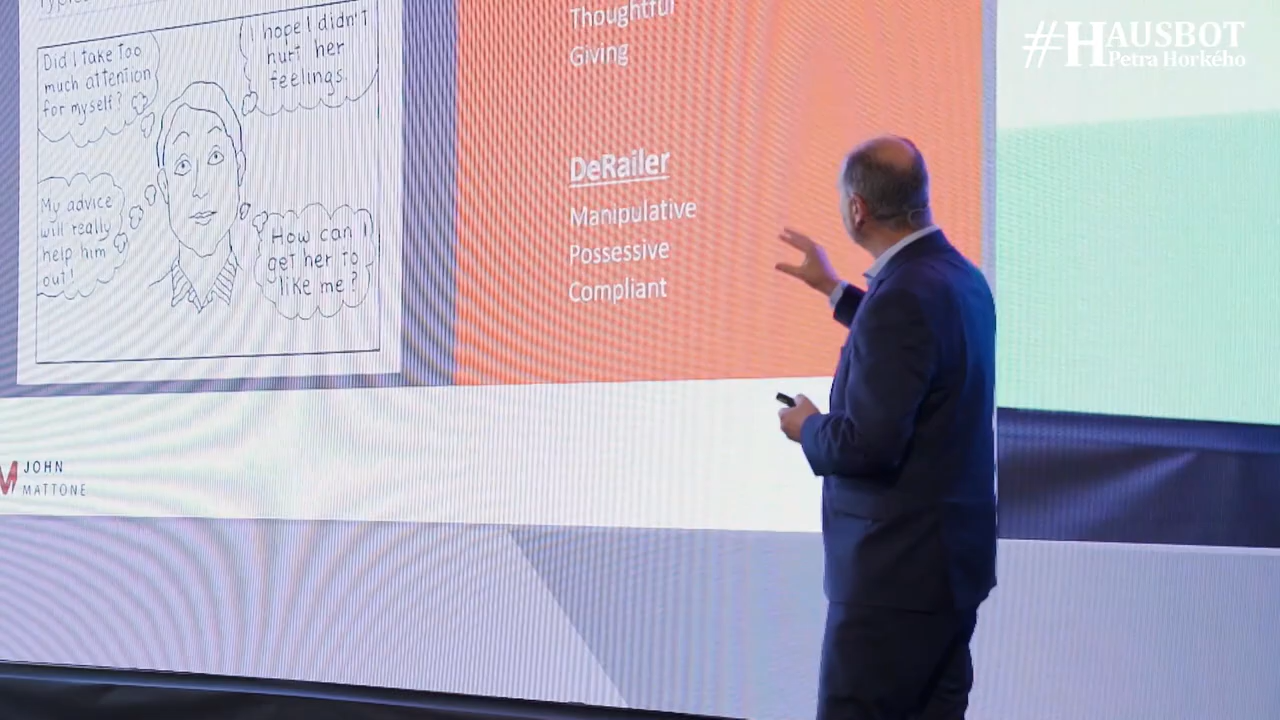 Did I take too
much attention
for myself?
I hope I didn't
hurt her
feelings.
My advice
will really
help him
out!
How can I
get her to
like me?
Thoughtful
Giving
DeRailer
Manipulative
Possessive
Compliant
JOHN
MATTONE
#HAUSBOT
Petra Horkého